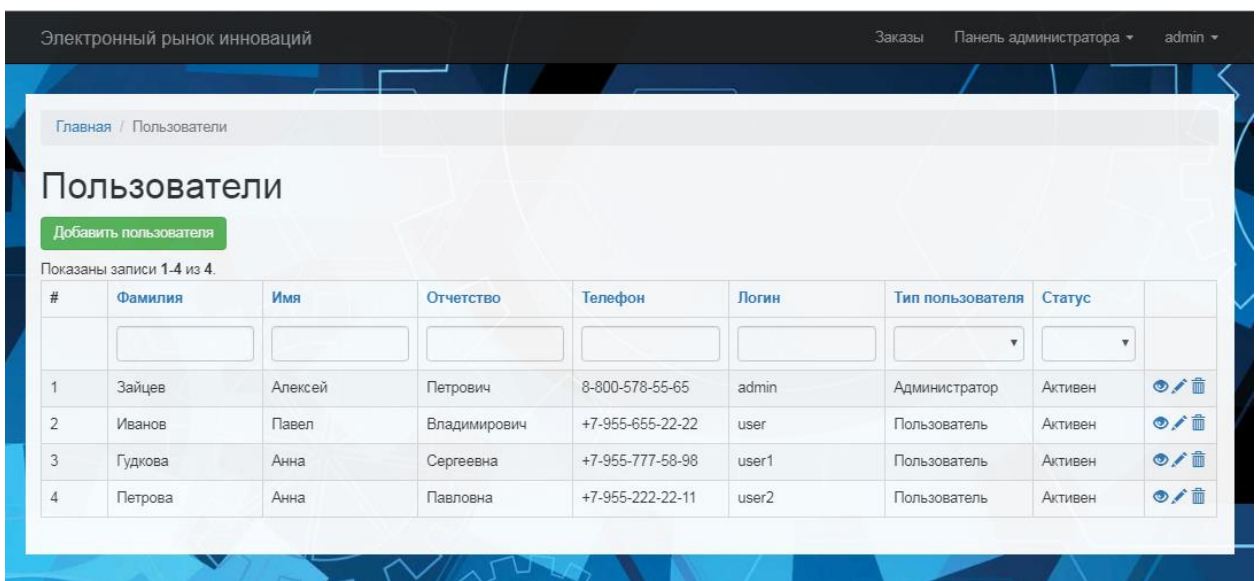 Электронный рынок инноваций Заказы Панель администратора admin
Главная / Пользователи
Пользователи
Добавить пользователя
Показаны записи 1-4 из 4.
# Фамилия Имя Отчетство Телефон Логин Тип пользователя Статус
1 Зайцев Алексей Петрович 8-800-578-55-65 admin Администратор Активен
2 Иванов Павел Владимирович +7-955-655-22-22 user Пользователь Активен
3 Гудкова Анна Сергеевна +7-955-777-58-98 user1 Пользователь Активен
4 Петрова Анна Павловна +7-955-222-22-11 user2 Пользователь Активен